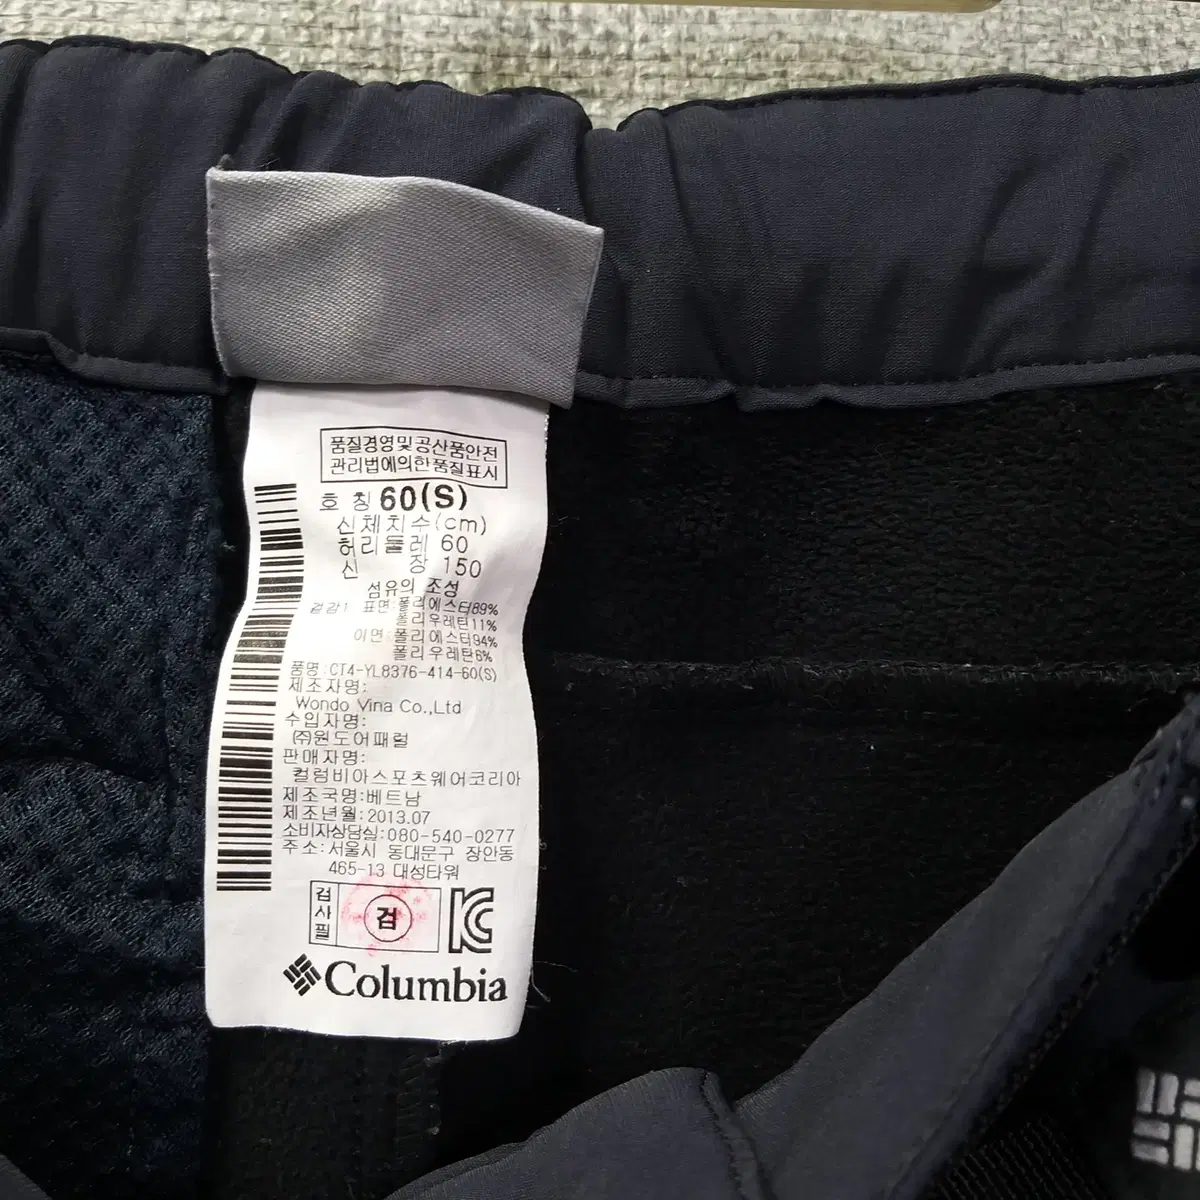 품질경영및공산품안전
관리법에의한품질표시
호 칭 60(S)
신체치수(cm)
허리둘레 60
신 장 150
섬유의 조성
겉감1 표면:폴리에스터89%
폴리우레탄11%
이면:폴리에스터94%
폴리우레탄6%
품명:CT4-YL8376-414-60(S)
제조자명:
Wondo Vina Co.,Ltd
수입자명:
(주)원도어패럴
판매자명:
컬럼비아스포츠웨어코리아
제조국명:베트남
제조년월:2013.07
소비자상담실:080-540-0277
주소:서울시 동대문구 장안동
465-13 대성타워
검사필
검
KC
Columbia